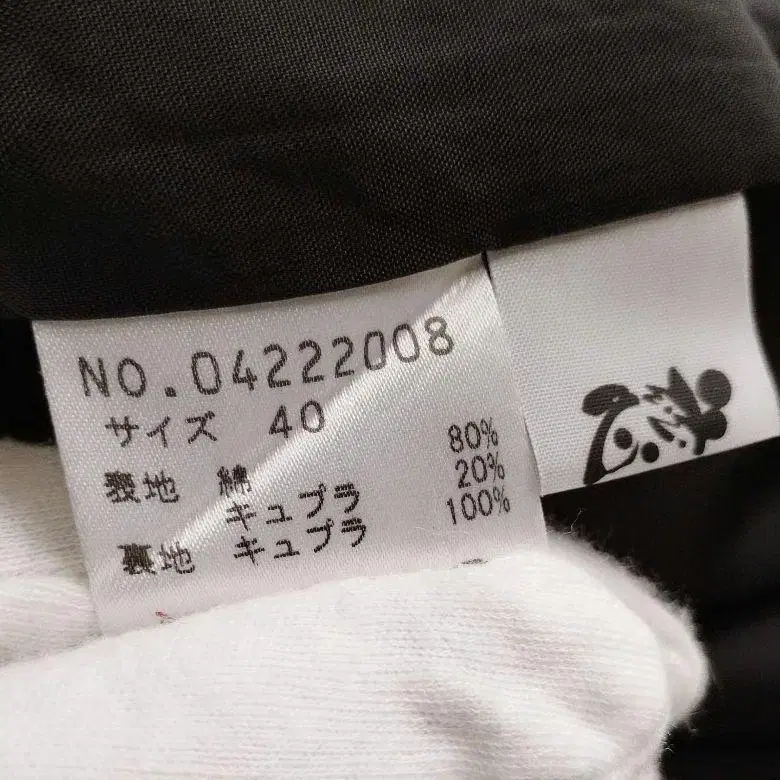 NO.04222008
サイズ 40
表地 綿 80%
キュプラ 20%
裏地 キュプラ 100%